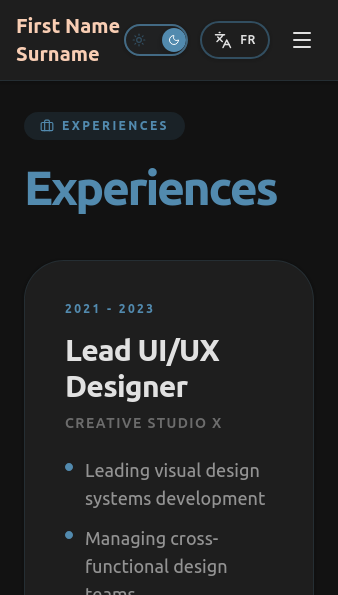 First Name
Surname
FR
EXPERIENCES
Experiences
2021 - 2023
Lead UI/UX
Designer
CREATIVE STUDIO X
Leading visual design
systems development
Managing cross-
functional design
teams